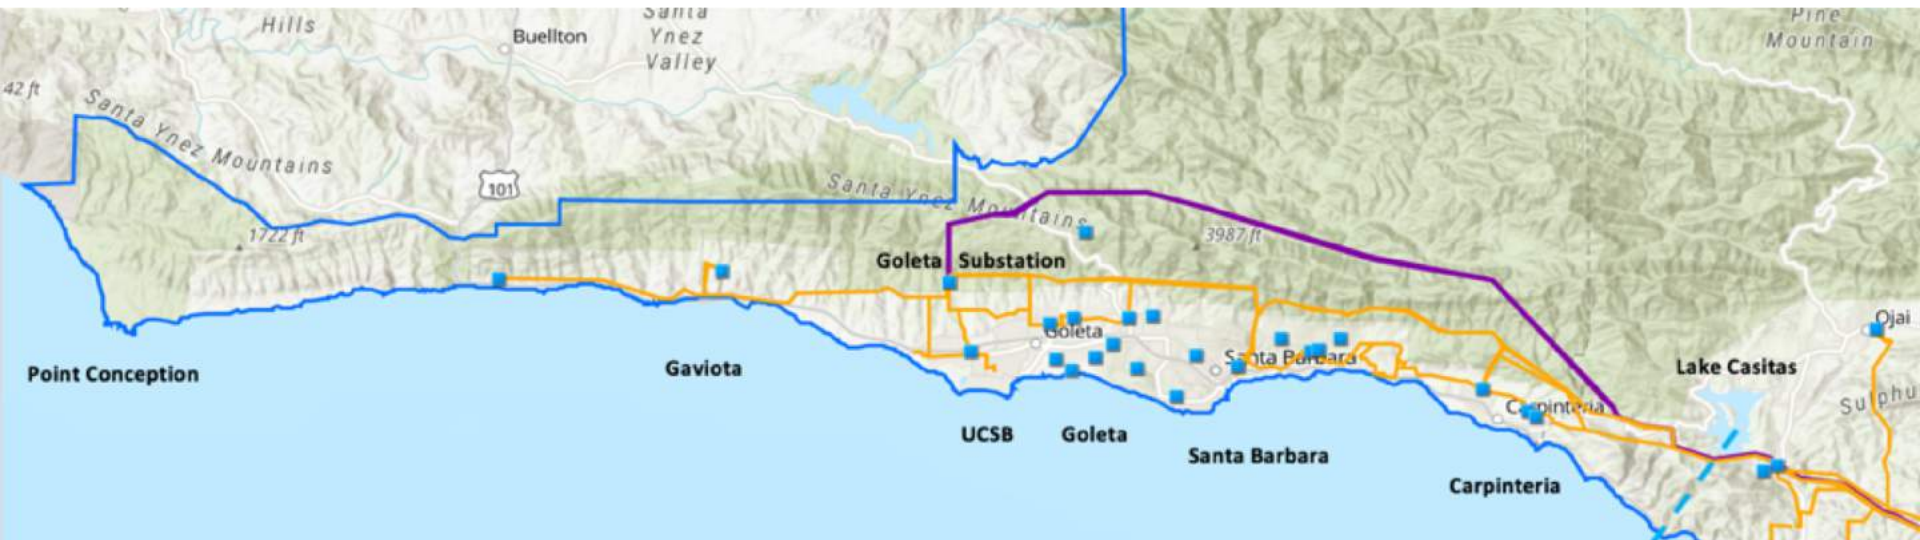 Hills
Buellton
Santa
Ynez
Valley
Pine
Mountain
42 ft
Santa Ynez Mountains
101
Santa Ynez Mountains
1722 ft
3987 ft
Goleta Substation
Goleta
Santa Barbara
Ojai
Lake Casitas
Point Conception
Gaviota
Carpinteria
Sulphu
UCSB
Goleta
Santa Barbara
Carpinteria